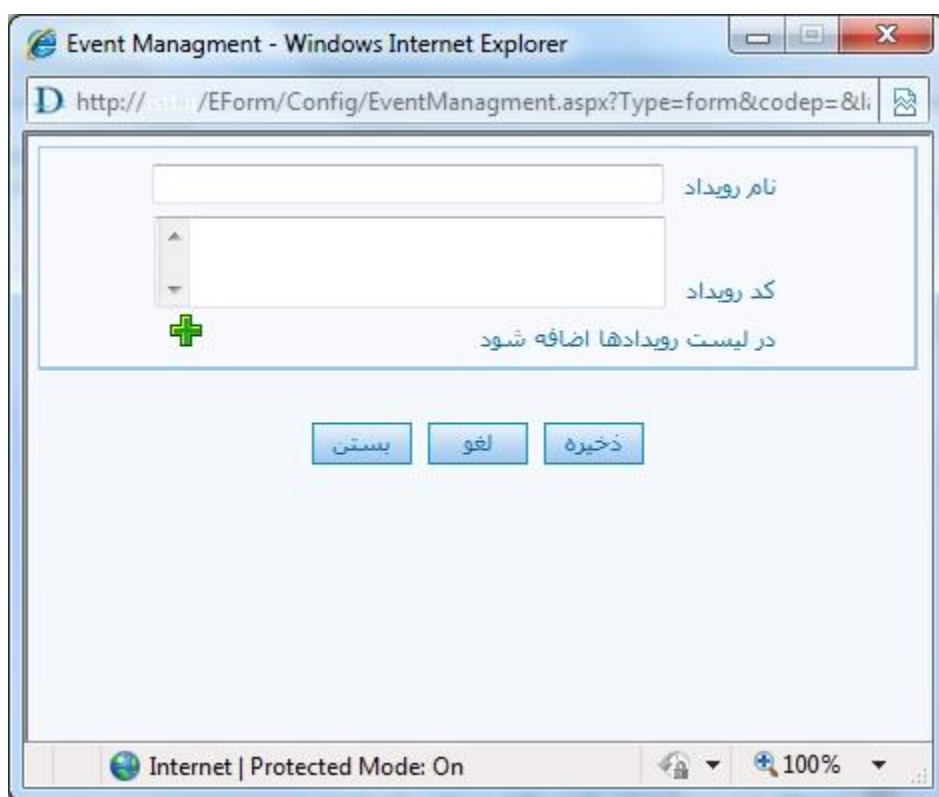 Event Managment - Windows Internet Explorer
http:// /EForm/Config/EventManagment.aspx?Type=form&codep=&l
نام رویداد
کد رویداد
در لیست رویدادها اضافه شود
ذخیره لغو بستن
Internet | Protected Mode: On 100%